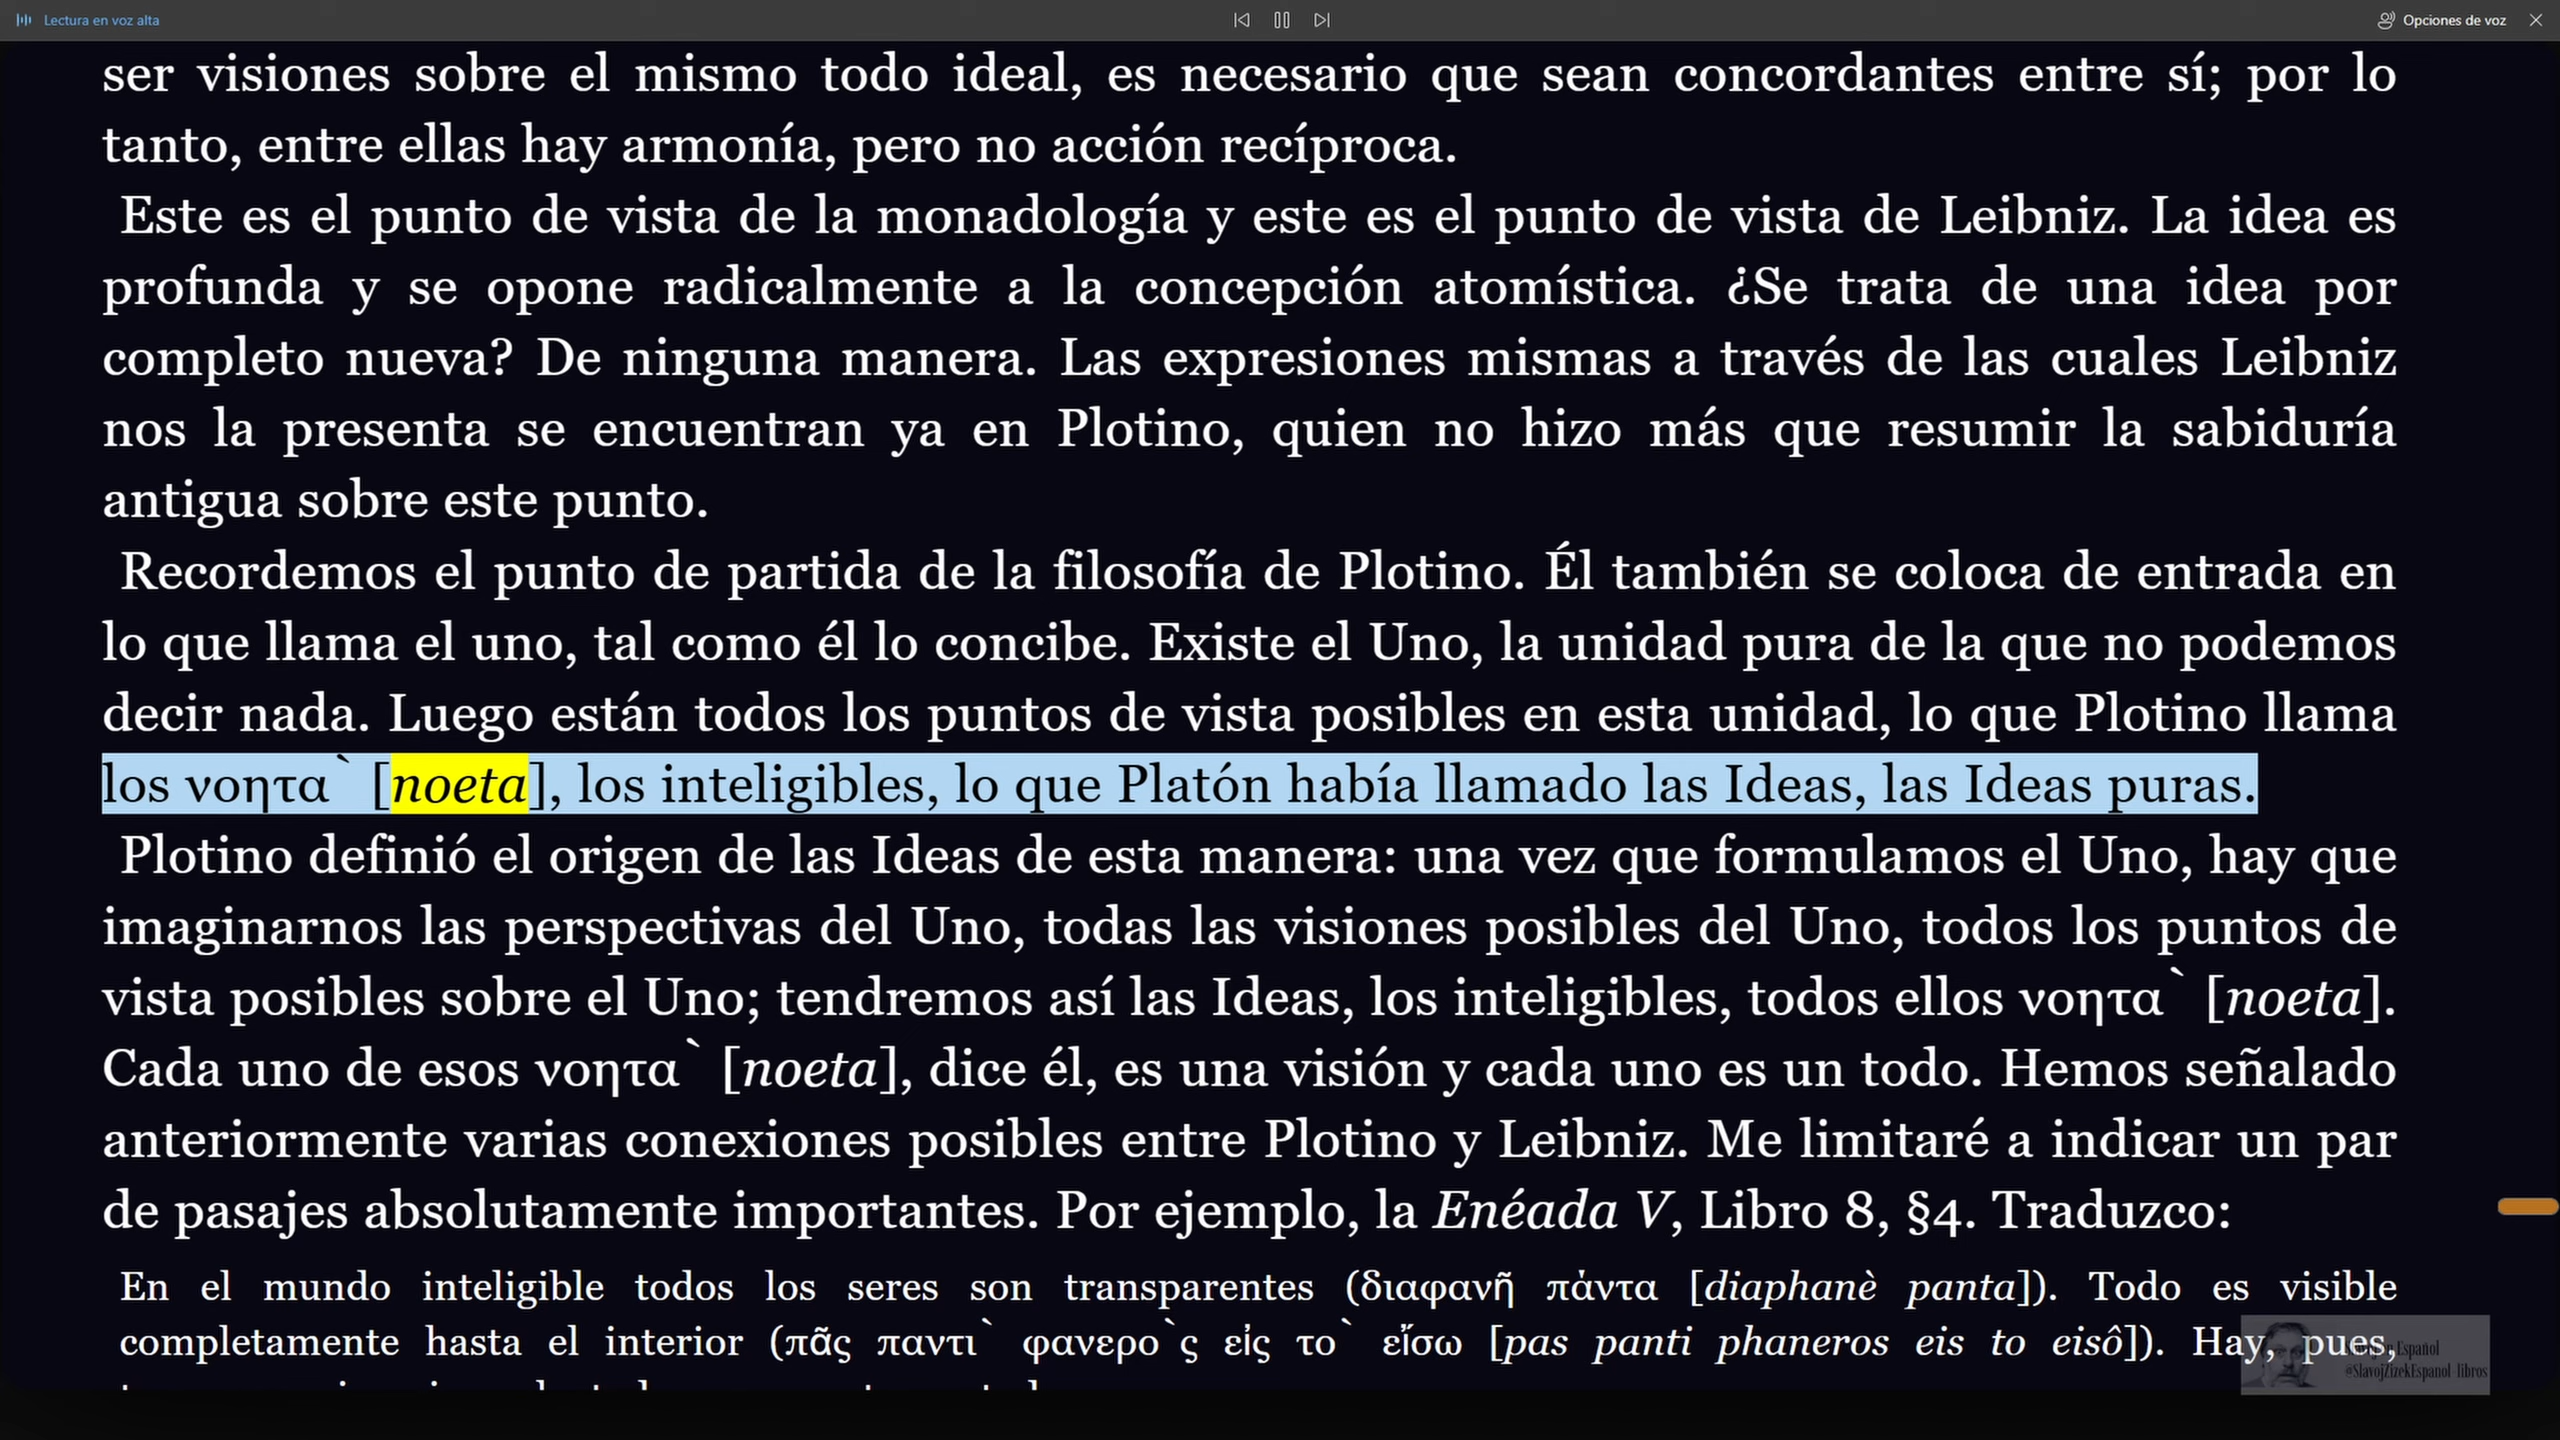 Lectura en voz alta
Opciones de voz
ser visiones sobre el mismo todo ideal, es necesario que sean concordantes entre sí; por lo
tanto, entre ellas hay armonía, pero no acción recíproca.
Este es el punto de vista de la monadología y este es el punto de vista de Leibniz. La idea es
profunda y se opone radicalmente a la concepción atomística. ¿Se trata de una idea por
completo nueva? De ninguna manera. Las expresiones mismas a través de las cuales Leibniz
nos la presenta se encuentran ya en Plotino, quien no hizo más que resumir la sabiduría
antigua sobre este punto.
Recordemos el punto de partida de la filosofía de Plotino. Él también se coloca de entrada en
lo que llama el uno, tal como él lo concibe. Existe el Uno, la unidad pura de la que no podemos
decir nada. Luego están todos los puntos de vista posibles en esta unidad, lo que Plotino llama
los νοητα` [noeta], los inteligibles, lo que Platón había llamado las Ideas, las Ideas puras.
Plotino definió el origen de las Ideas de esta manera: una vez que formulamos el Uno, hay que
imaginarnos las perspectivas del Uno, todas las visiones posibles del Uno, todos los puntos de
vista posibles sobre el Uno; tendremos así las Ideas, los inteligibles, todos ellos νοητα` [noeta].
Cada uno de esos νοητα` [noeta], dice él, es una visión y cada uno es un todo. Hemos señalado
anteriormente varias conexiones posibles entre Plotino y Leibniz. Me limitaré a indicar un par
de pasajes absolutamente importantes. Por ejemplo, la Enéada V, Libro 8, §4. Traduzco:
En el mundo inteligible todos los seres son transparentes (διαφανῆ πἀντα [diaphanè panta]). Todo es visible
completamente hasta el interior (πᾶς παντι` φανερο`ς εἰς το` εἴσω [pas panti phaneros eis to eisô]). Hay, pues,
Español
@SlavojZizekEspanol-libros